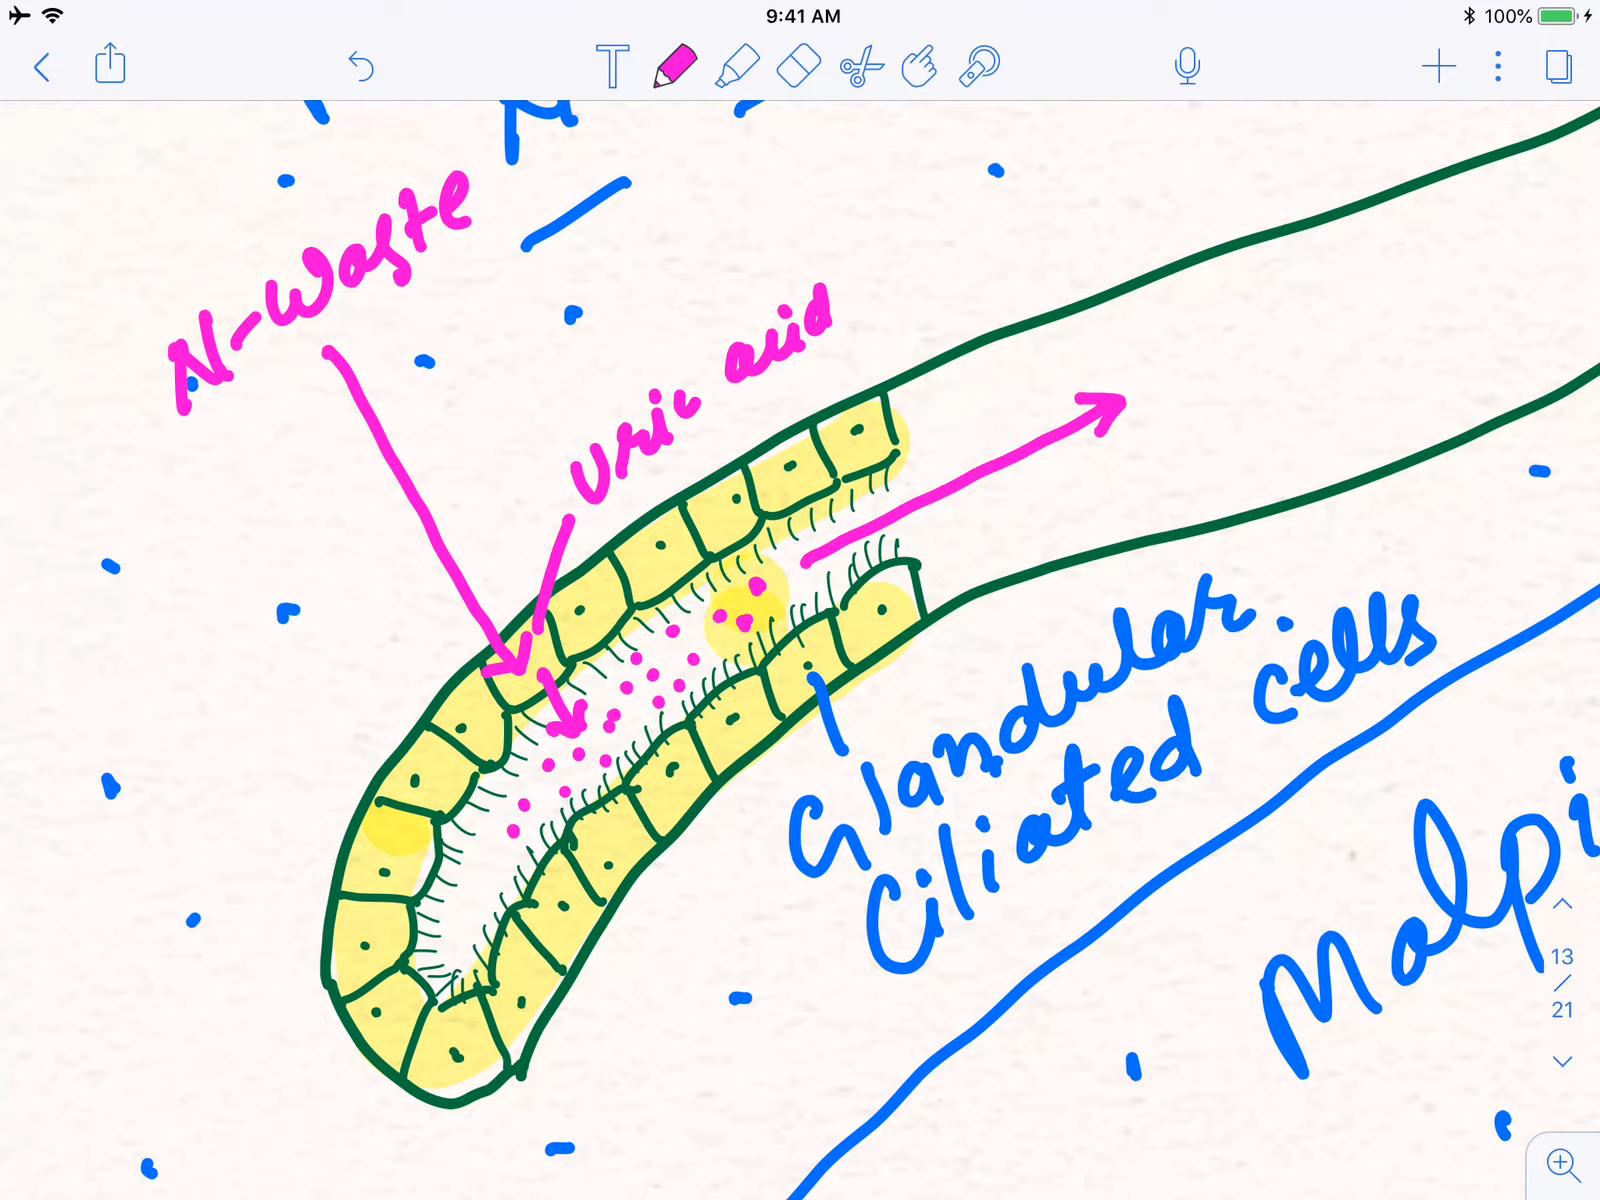 9:41 AM
100%
N-waste
Uric acid
Glandular
ciliated cells
Malpi
13
/
21